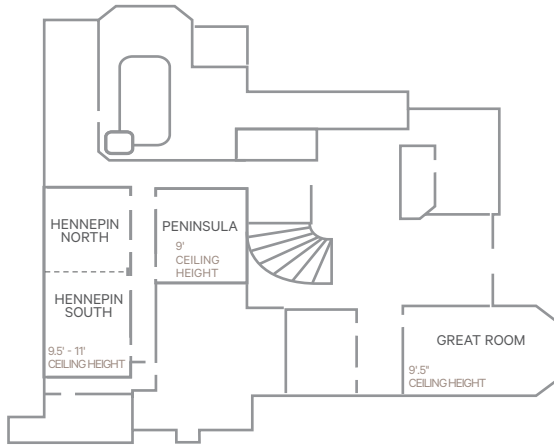 HENNEPIN
NORTH
PENINSULA
9'
CEILING
HEIGHT
HENNEPIN
SOUTH
9.5' - 11'
CEILING HEIGHT
GREAT ROOM
9'.5"
CEILING HEIGHT